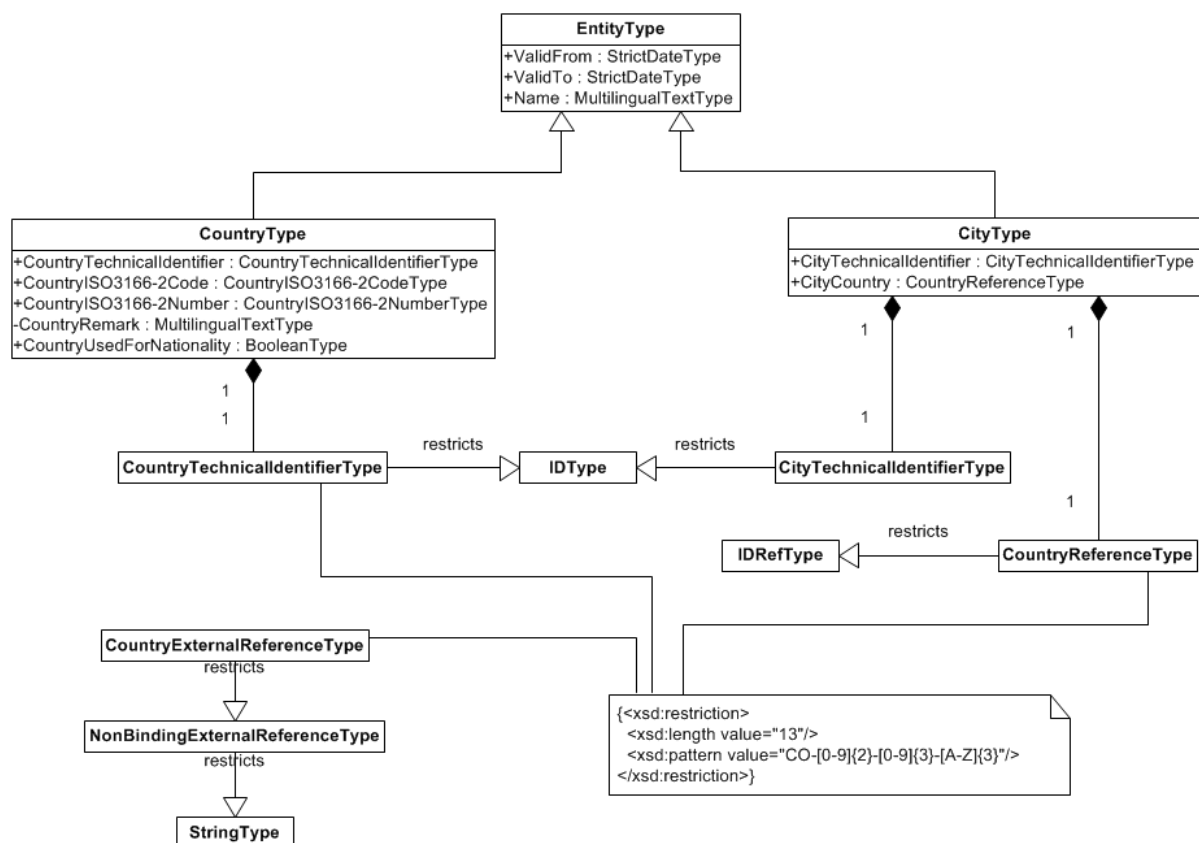 EntityType
+ValidFrom : StrictDateType
+ValidTo : StrictDateType
+Name : MultilingualTextType
CountryType
+CountryTechnicalIdentifier : CountryTechnicalIdentifierType
+CountryISO3166-2Code : CountryISO3166-2CodeType
+CountryISO3166-2Number : CountryISO3166-2NumberType
-CountryRemark : MultilingualTextType
+CountryUsedForNationality : BooleanType
CityType
+CityTechnicalIdentifier : CityTechnicalIdentifierType
+CityCountry : CountryReferenceType
1
1
1
1
1
1
CountryTechnicalIdentifierType
restricts
IDType
restricts
CityTechnicalIdentifierType
IDRefType
restricts
CountryReferenceType
CountryExternalReferenceType
restricts
NonBindingExternalReferenceType
restricts
StringType
{<xsd:restriction>
<xsd:length value="13"/>
<xsd:pattern value="CO-[0-9]{2}-[0-9]{3}-[A-Z]{3}"/>
</xsd:restriction>}